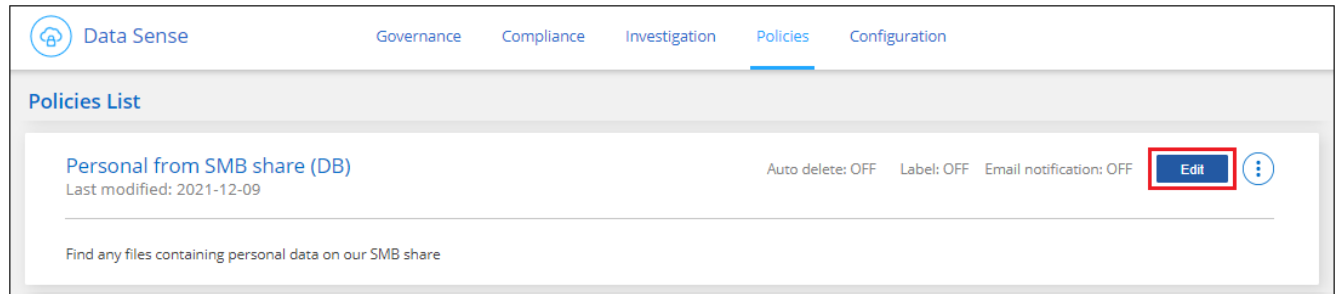 Data Sense Governance Compliance Investigation Policies Configuration
Policies List
Personal from SMB share (DB) Auto delete: OFF Label: OFF Email notification: OFF Edit
Last modified: 2021-12-09
Find any files containing personal data on our SMB share